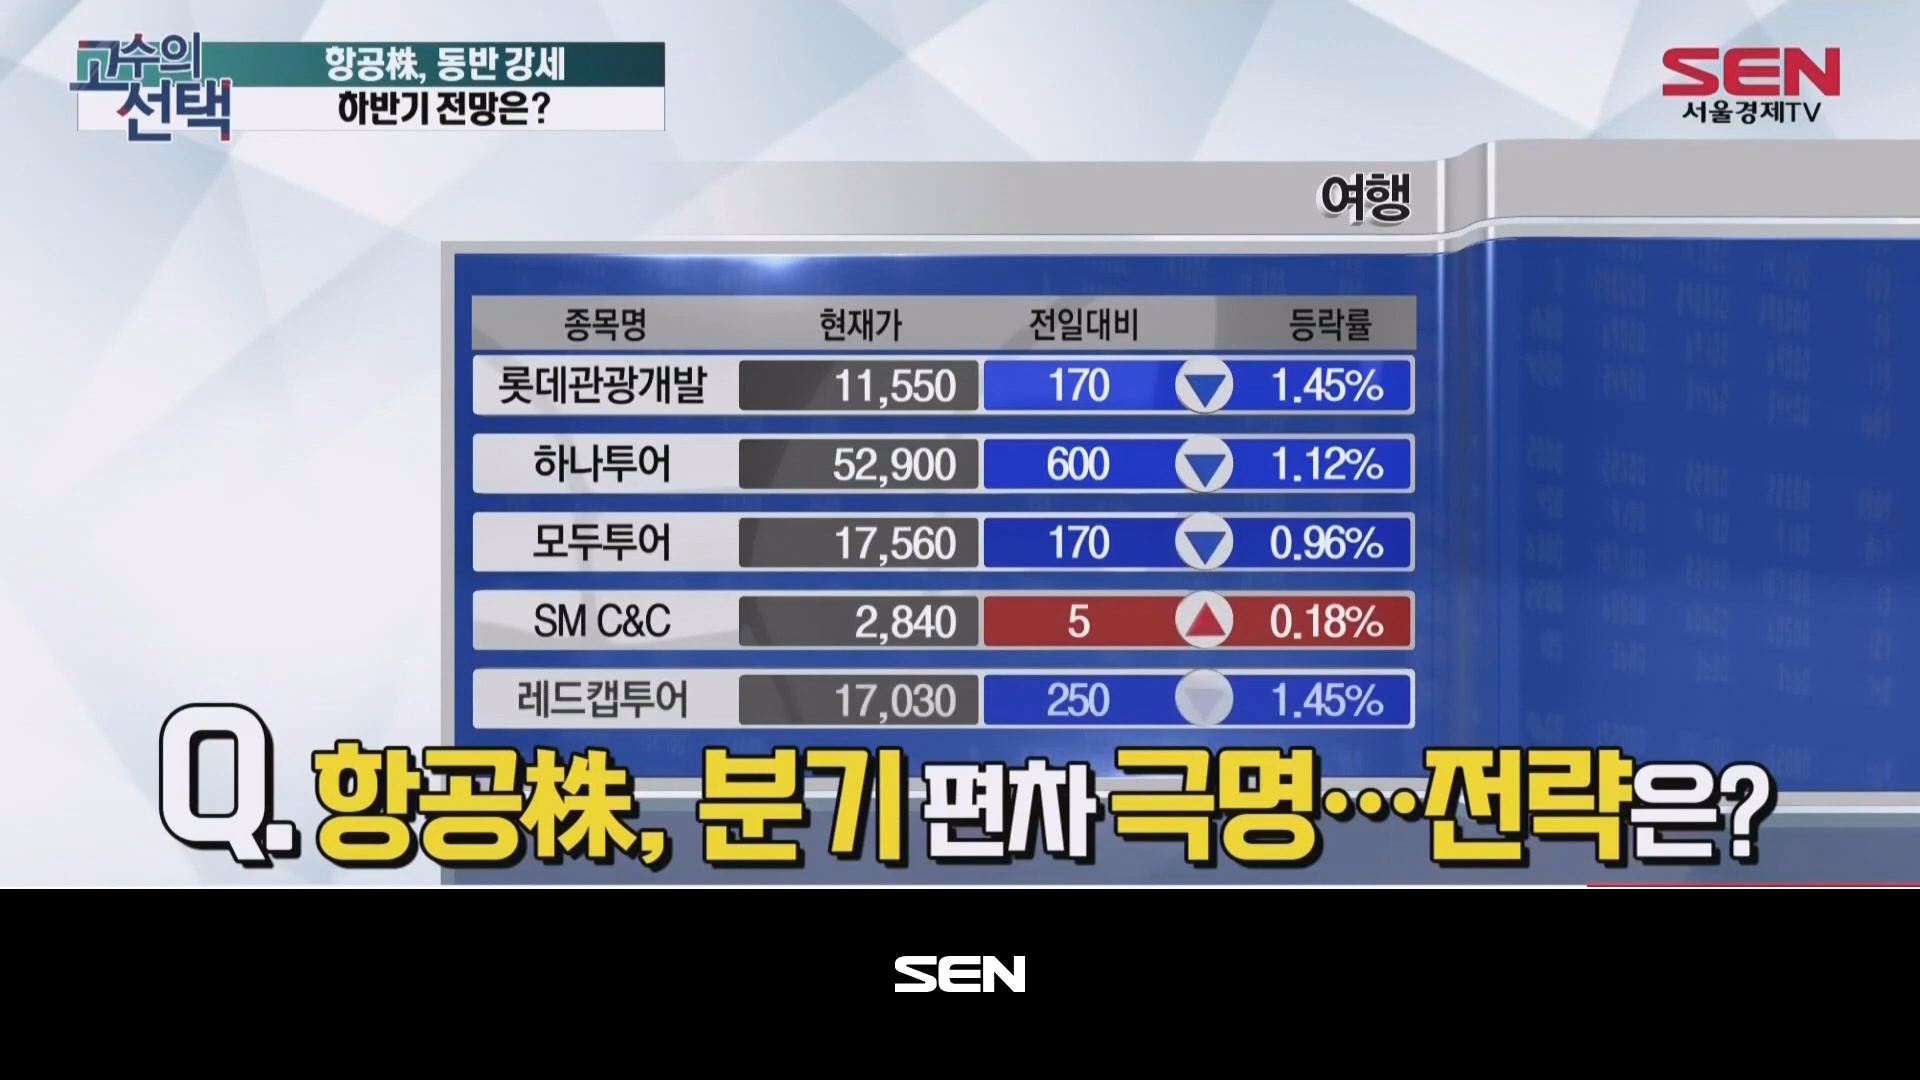 고수의
선택
항공株, 동반 강세
하반기 전망은?
SEN
서울경제TV
여행
종목명 현재가 전일대비 등락률
롯데관광개발 11,550 170 ▼ 1.45%
하나투어 52,900 600 ▼ 1.12%
모두투어 17,560 170 ▼ 0.96%
SM C&C 2,840 5 ▲ 0.18%
레드캡투어 17,030 250 ▼ 1.45%
Q. 항공株, 분기 편차 극명…전략은?
SEN